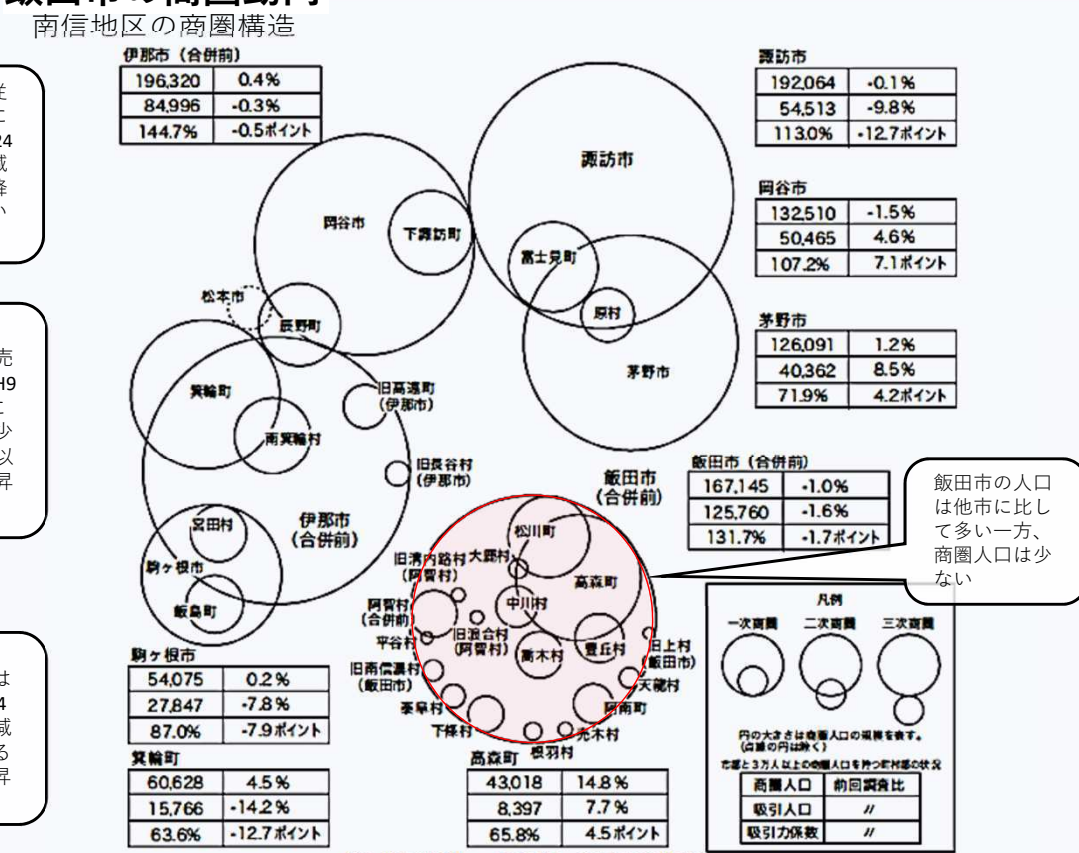 南信地区の商圏構造
伊那市（合併前）
196,320 0.4%
84,996 -0.3%
144.7% -0.5ポイント
諏訪市
192,064 -0.1%
54,513 -9.8%
113.0% -12.7ポイント
岡谷市
132,510 -1.5%
50,465 4.6%
107.2% 7.1ポイント
茅野市
126,091 1.2%
40,362 8.5%
71.9% 4.2ポイント
諏訪市
岡谷市
下諏訪町
富士見町
原村
茅野市
松本市
辰野町
箕輪町
南箕輪村
旧高遠町
（伊那市）
旧長谷村
（伊那市）
伊那市
（合併前）
宮田村
駒ヶ根市
飯島町
飯田市
（合併前）
飯田市（合併前）
167,145 -1.0%
125,760 -1.6%
131.7% -1.7ポイント
飯田市の人口
は他市に比し
て多い一方、
商圏人口は少
ない
松川町
大鹿村
旧清内路村
（阿智村）
高森町
阿智村
（合併前）
中川村
平谷村
旧浪合村
（阿智村）
喬木村
豊丘村
旧上村
（飯田市）
旧南信濃村
（飯田市）
天龍村
泰阜村
阿南町
下條村
売木村
根羽村
駒ヶ根市
54,075 0.2%
27,847 -7.8%
87.0% -7.9ポイント
箕輪町
60,628 4.5%
15,766 -14.2%
63.6% -12.7ポイント
高森町
43,018 14.8%
8,397 7.7%
65.8% 4.5ポイント
凡例
一次商圏 二次商圏 三次商圏
円の大きさは商圏人口の規模を表す。
（点線の円は除く）
市部と3万人以上の商圏人口を持つ町村部の状況
商圏人口 前回調査比
吸引人口 〃
吸引力係数 〃